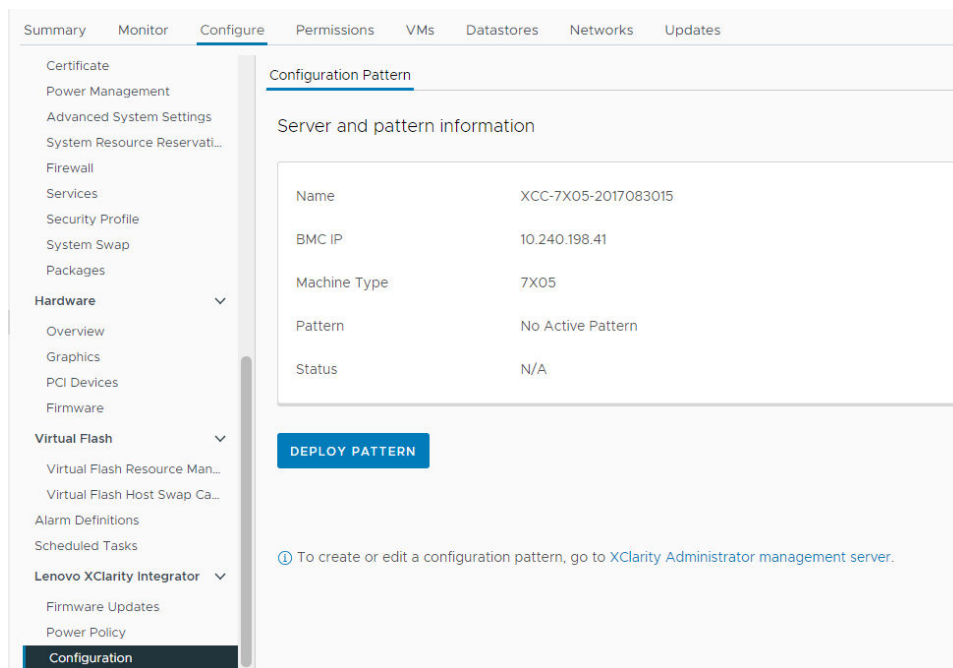 Summary Monitor Configure Permissions VMs Datastores Networks Updates
Certificate
Power Management
Advanced System Settings
System Resource Reservati...
Firewall
Services
Security Profile
System Swap
Packages
Hardware
Overview
Graphics
PCI Devices
Firmware
Virtual Flash
Virtual Flash Resource Man...
Virtual Flash Host Swap Ca...
Alarm Definitions
Scheduled Tasks
Lenovo XClarity Integrator
Firmware Updates
Power Policy
Configuration
Configuration Pattern
Server and pattern information
Name XCC-7X05-2017083015
BMC IP 10.240.198.41
Machine Type 7X05
Pattern No Active Pattern
Status N/A
DEPLOY PATTERN
To create or edit a configuration pattern, go to XClarity Administrator management server.